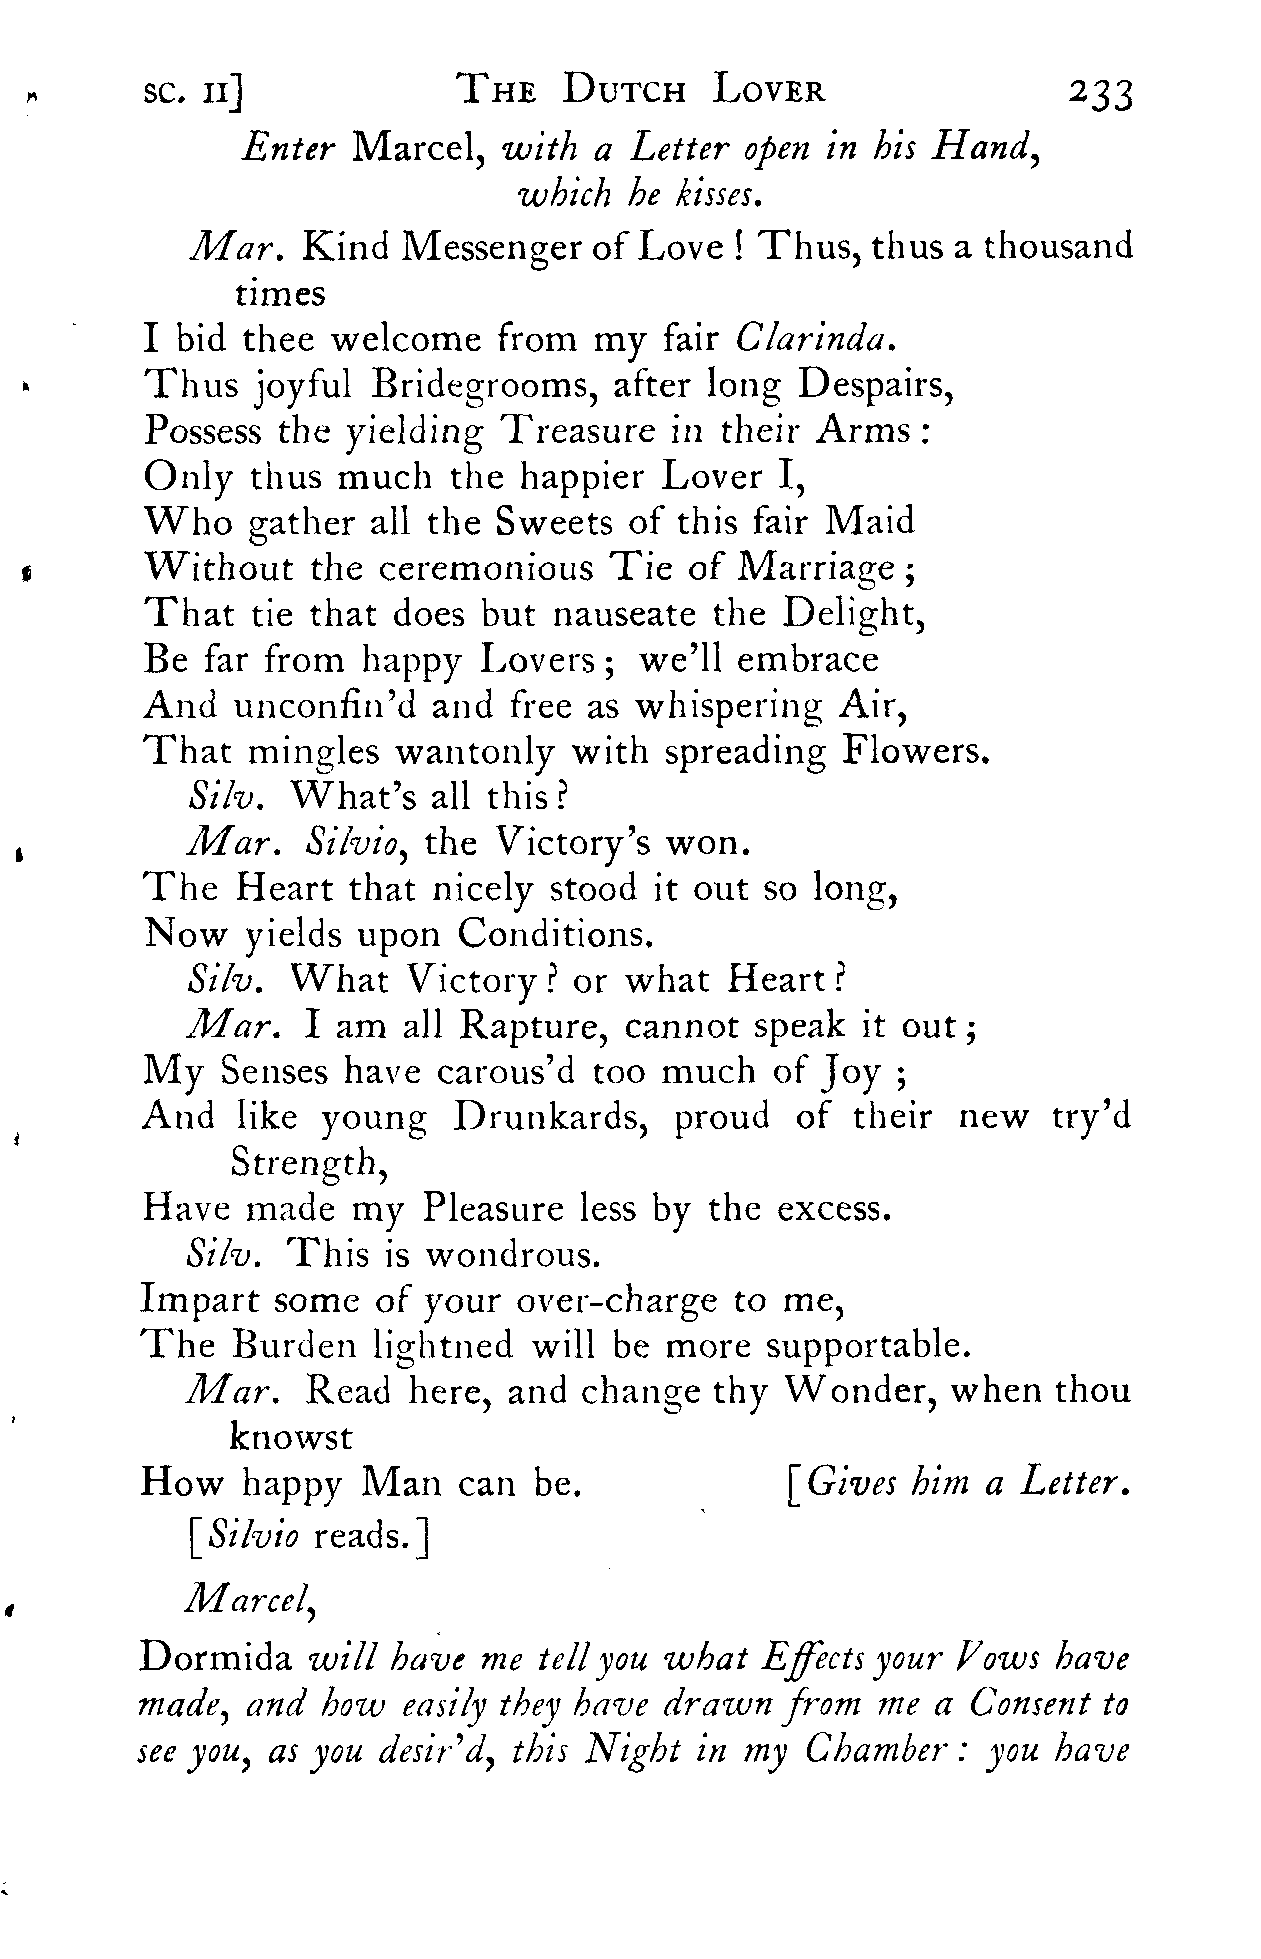 SC. II] THE DUTCH LOVER 233
Enter Marcel, with a Letter open in his Hand,
which he kisses.
Mar. Kind Messenger of Love ! Thus, thus a thousand
times
I bid thee welcome from my fair Clarinda.
Thus joyful Bridegrooms, after long Despairs,
Possess the yielding Treasure in their Arms :
Only thus much the happier Lover I,
Who gather all the Sweets of this fair Maid
Without the ceremonious Tie of Marriage ;
That tie that does but nauseate the Delight,
Be far from happy Lovers ; we'll embrace
And unconfin'd and free as whispering Air,
That mingles wantonly with spreading Flowers.
Silv. What's all this ?
Mar. Silvio, the Victory's won.
The Heart that nicely stood it out so long,
Now yields upon Conditions.
Silv. What Victory ? or what Heart ?
Mar. I am all Rapture, cannot speak it out ;
My Senses have carous'd too much of Joy ;
And like young Drunkards, proud of their new try'd
Strength,
Have made my Pleasure less by the excess.
Silv. This is wondrous.
Impart some of your over-charge to me,
The Burden lightned will be more supportable.
Mar. Read here, and change thy Wonder, when thou
knowst
How happy Man can be. [Gives him a Letter.
[Silvio reads.]
Marcel,
Dormida will have me tell you what Effects your Vows have
made, and how easily they have drawn from me a Consent to
see you, as you desir'd, this Night in my Chamber : you have